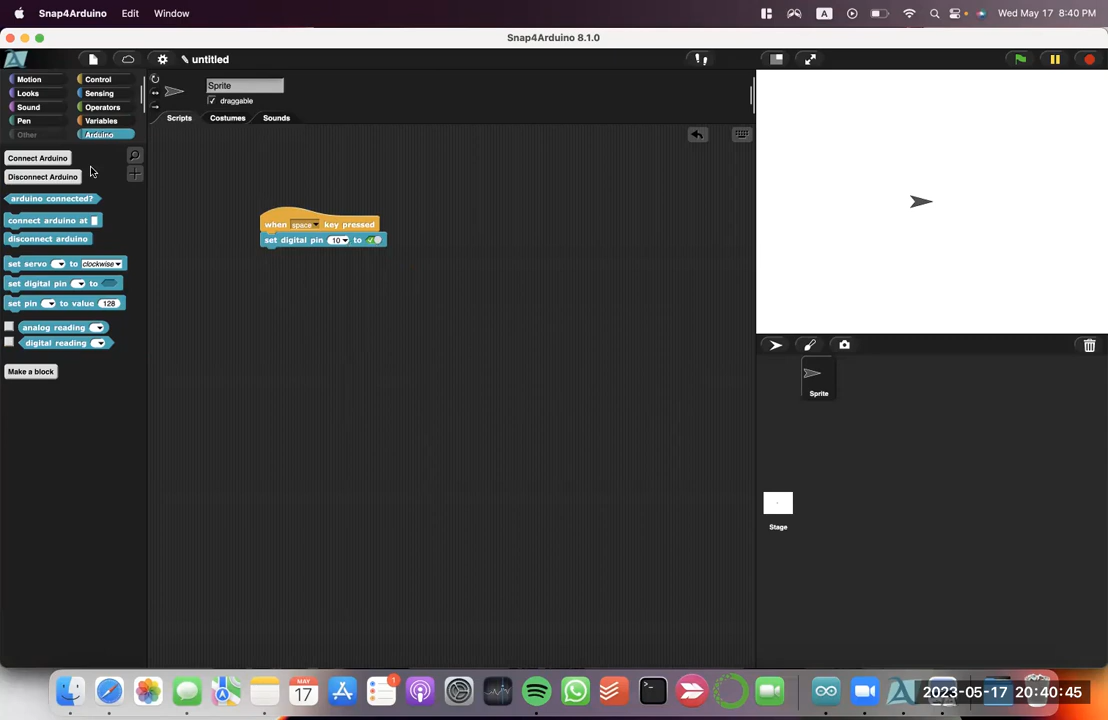 Snap4Arduino Edit Window
A
Wed May 17 8:40 PM
Snap4Arduino 8.1.0
untitled
Motion Control
Looks Sensing
Sound Operators
Pen Variables
Other Arduino
Sprite
draggable
Scripts Costumes Sounds
Connect Arduino
Disconnect Arduino
arduino connected?
connect arduino at
disconnect arduino
set servo to clockwise
set digital pin to
set pin to value 128
analog reading
digital reading
Make a block
when space key pressed
set digital pin 10 to
Sprite
Stage
MAY
17
1
2023-05-17 20:40:45